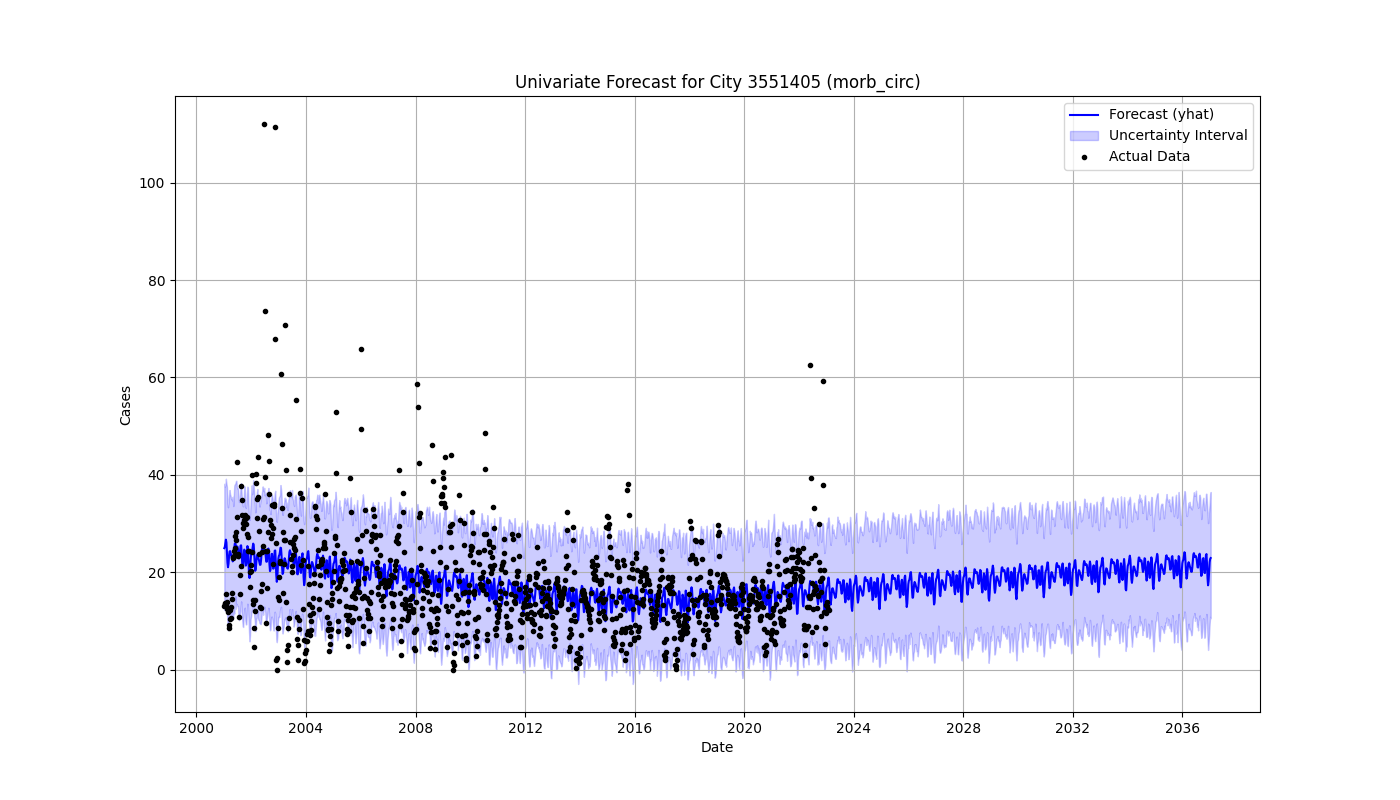 Univariate Forecast for City 3551405 (morb_circ)
Forecast (yhat)
Uncertainty Interval
Actual Data
Cases
100
80
60
40
20
0
2000 2004 2008 2012 2016 2020 2024 2028 2032 2036
Date